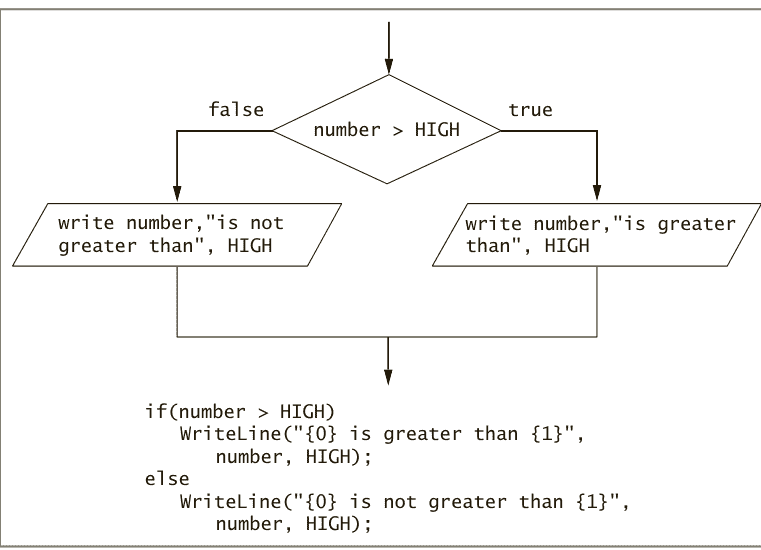 false
true
number > HIGH
write number,"is not
greater than", HIGH
write number,"is greater
than", HIGH
if(number > HIGH)
WriteLine("{0} is greater than {1}",
number, HIGH);
else
WriteLine("{0} is not greater than {1}",
number, HIGH);